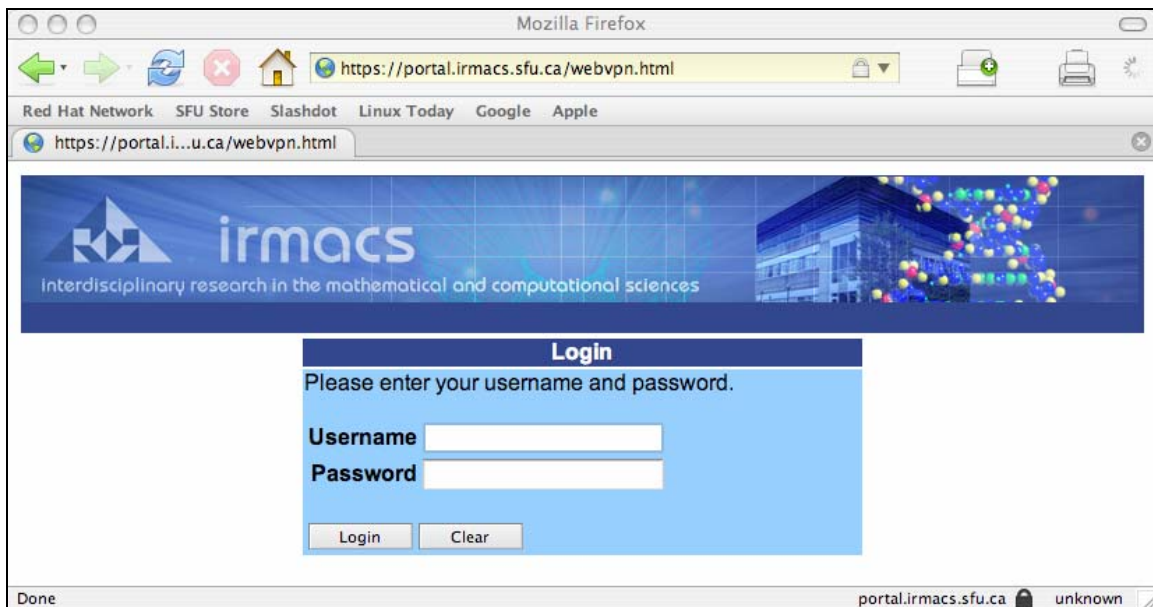 Mozilla Firefox
https://portal.irmacs.sfu.ca/webvpn.html
Red Hat Network SFU Store Slashdot Linux Today Google Apple
https://portal.i...u.ca/webvpn.html
irmacs
interdisciplinary research in the mathematical and computational sciences
Login
Please enter your username and password.
Username
Password
Login Clear
Done portal.irmacs.sfu.ca unknown